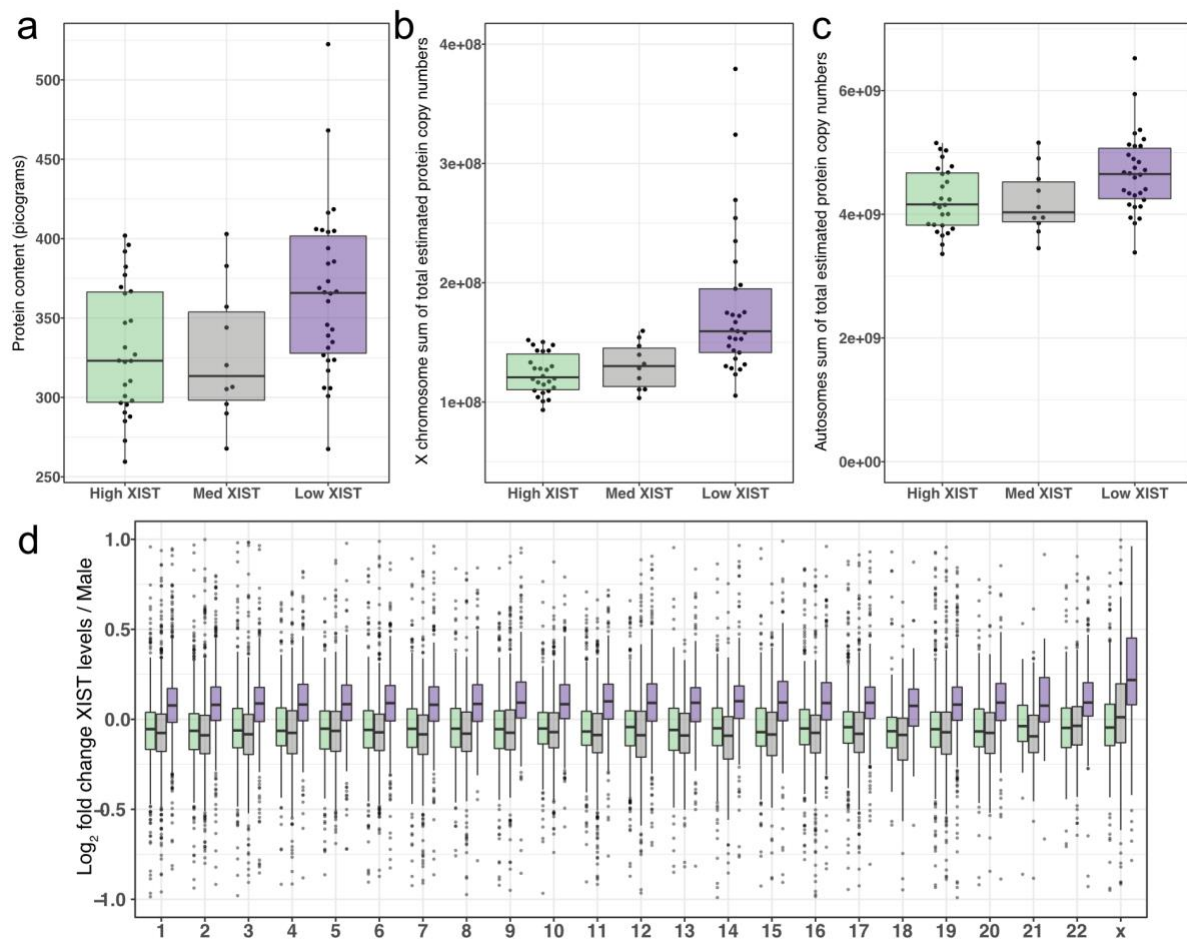 a
Protein content (picograms)
500
450
400
350
300
250
High XIST Med XIST Low XIST
b
X chromosome sum of total estimated protein copy numbers
4e+08
3e+08
2e+08
1e+08
High XIST Med XIST Low XIST
c
Autosomes sum of total estimated protein copy numbers
6e+09
4e+09
2e+09
0e+00
High XIST Med XIST Low XIST
d
Log2 fold change XIST levels / Male
1.0
0.5
0.0
-0.5
-1.0
1 2 3 4 5 6 7 8 9 10 11 12 13 14 15 16 17 18 19 20 21 22 x